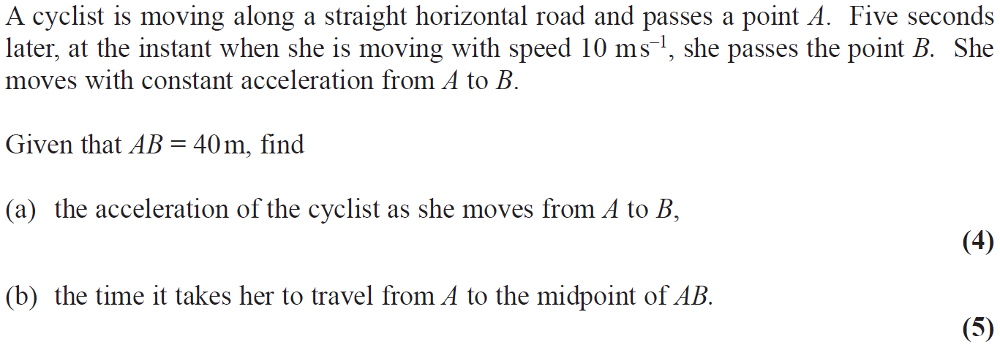 A cyclist is moving along a straight horizontal road and passes a point A. Five seconds
later, at the instant when she is moving with speed 10 ms⁻¹, she passes the point B. She
moves with constant acceleration from A to B.
Given that AB = 40 m, find
(a) the acceleration of the cyclist as she moves from A to B,
(4)
(b) the time it takes her to travel from A to the midpoint of AB.
(5)